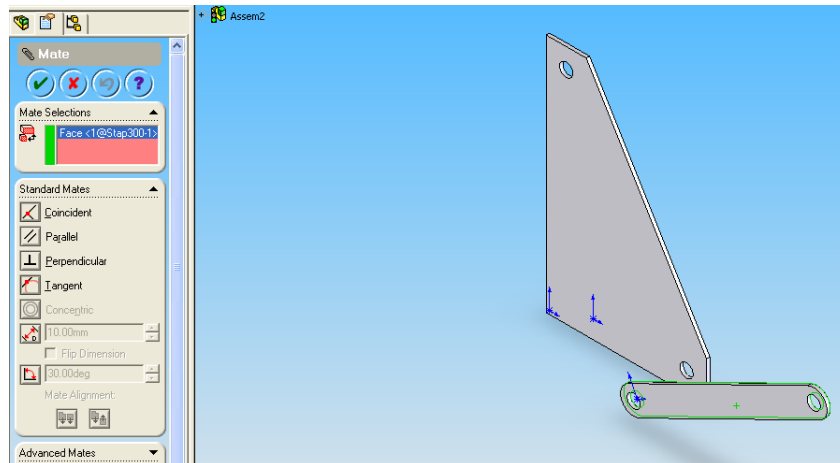 Assem2
Mate
Mate Selections
Face <1@Stap300-1>
Standard Mates
Coincident
Parallel
Perpendicular
Tangent
Concentric
10.00mm
Flip Dimension
30.00deg
Mate Alignment:
Advanced Mates